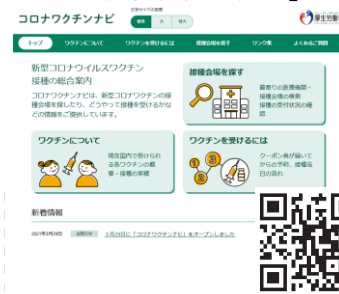 コロナワクチンナビ
文字サイズの変更
標準 大 特大
厚生労働
トップ ワクチンについて ワクチンを受けるには 接種会場を探す リンク集 よくあるご質問
新型コロナウイルスワクチン
接種の総合案内
コロナワクチンナビは、新型コロナワクチンの接
種会場を探したり、どうやって接種を受けるかな
どの情報をご提供しています。
接種会場を探す
最寄りの医療機関・
接種会場の検索
接種の受付状況の確
認
ワクチンについて
現在国内で受けられ
る各ワクチンの概
要・接種の実績
ワクチンを受けるには
クーポン券が届いて
からの予約、接種当
日の流れ
新着情報
2021年3月29日 3月29日に「コロナワクチンナビ」をオープンしました